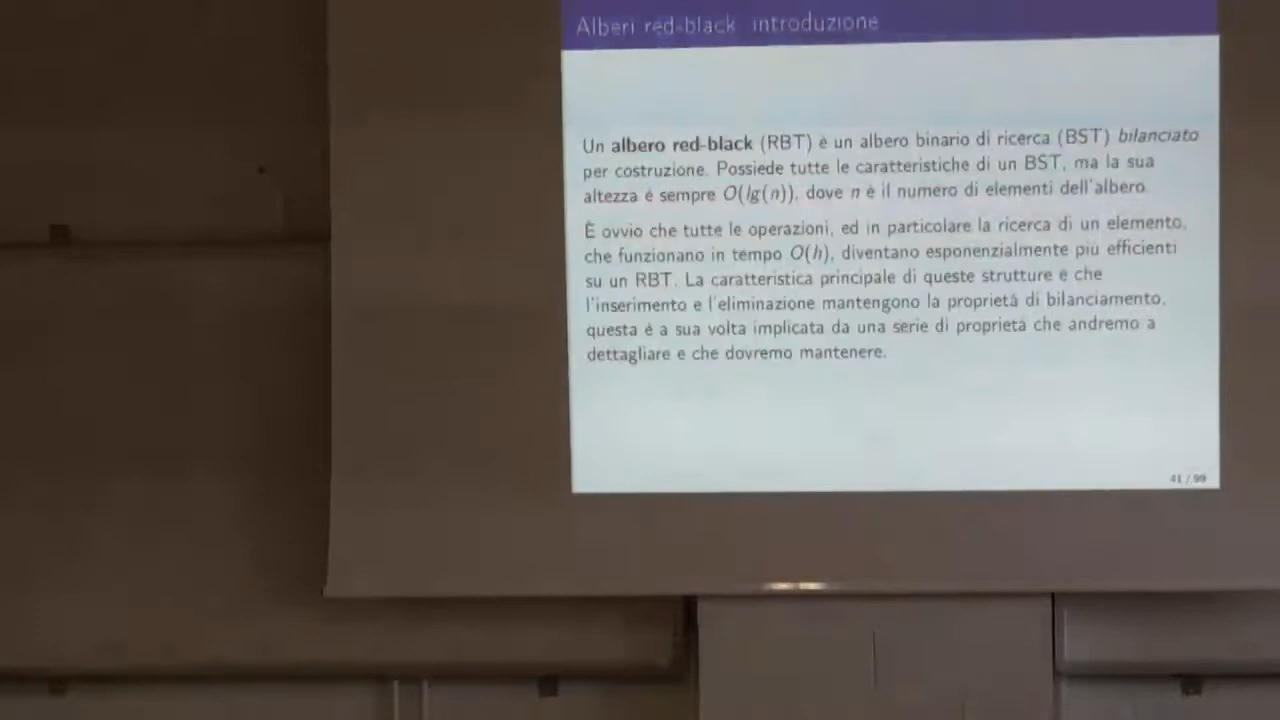 Alberi red-black: introduzione
Un albero red-black (RBT) è un albero binario di ricerca (BST) bilanciato
per costruzione. Possiede tutte le caratteristiche di un BST, ma la sua
altezza è sempre O(lg(n)), dove n è il numero di elementi dell'albero.
È ovvio che tutte le operazioni, ed in particolare la ricerca di un elemento,
che funzionano in tempo O(h), diventano esponenzialmente più efficienti
su un RBT. La caratteristica principale di queste strutture è che
l'inserimento e l'eliminazione mantengono la proprietà di bilanciamento,
questa è a sua volta implicata da una serie di proprietà che andremo a
dettagliare e che dovremo mantenere.
41 / 99